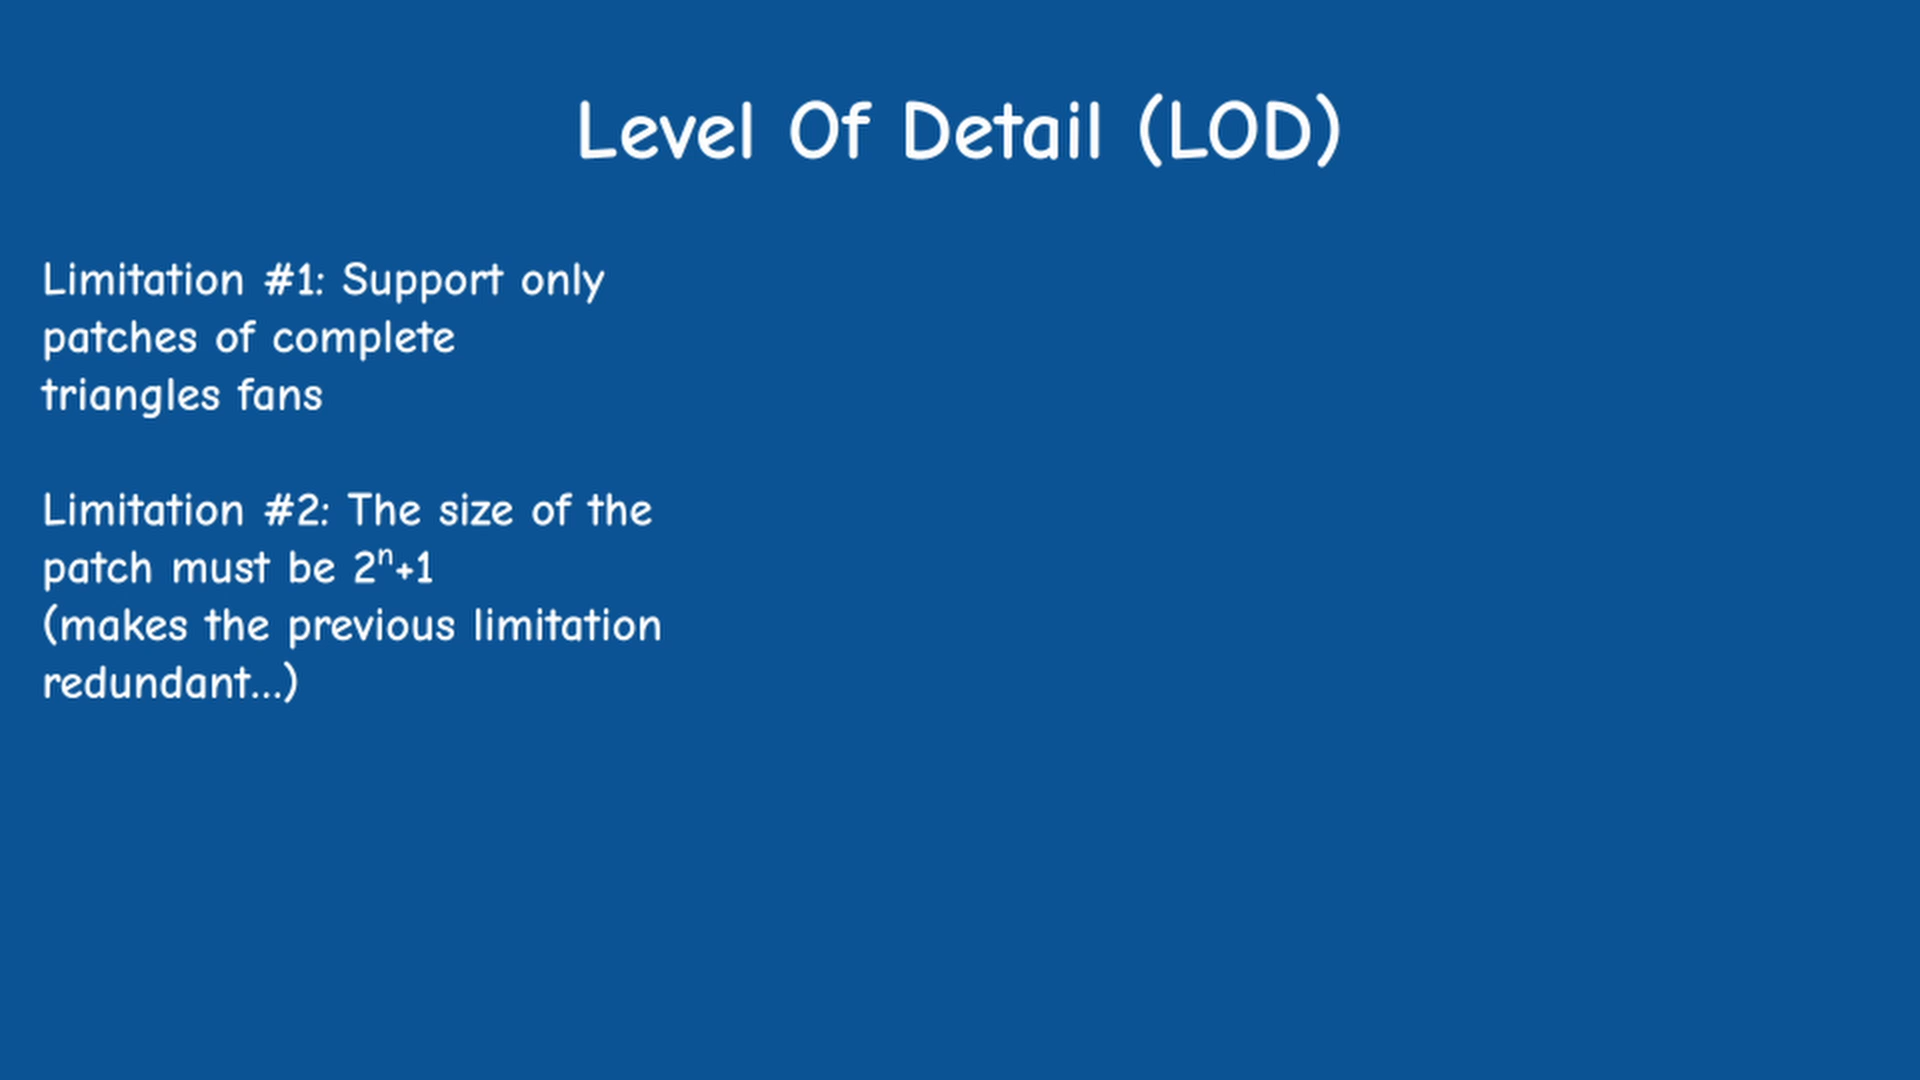 Level Of Detail (LOD)
Limitation #1: Support only
patches of complete
triangles fans
Limitation #2: The size of the
patch must be 2ⁿ+1
(makes the previous limitation
redundant...)